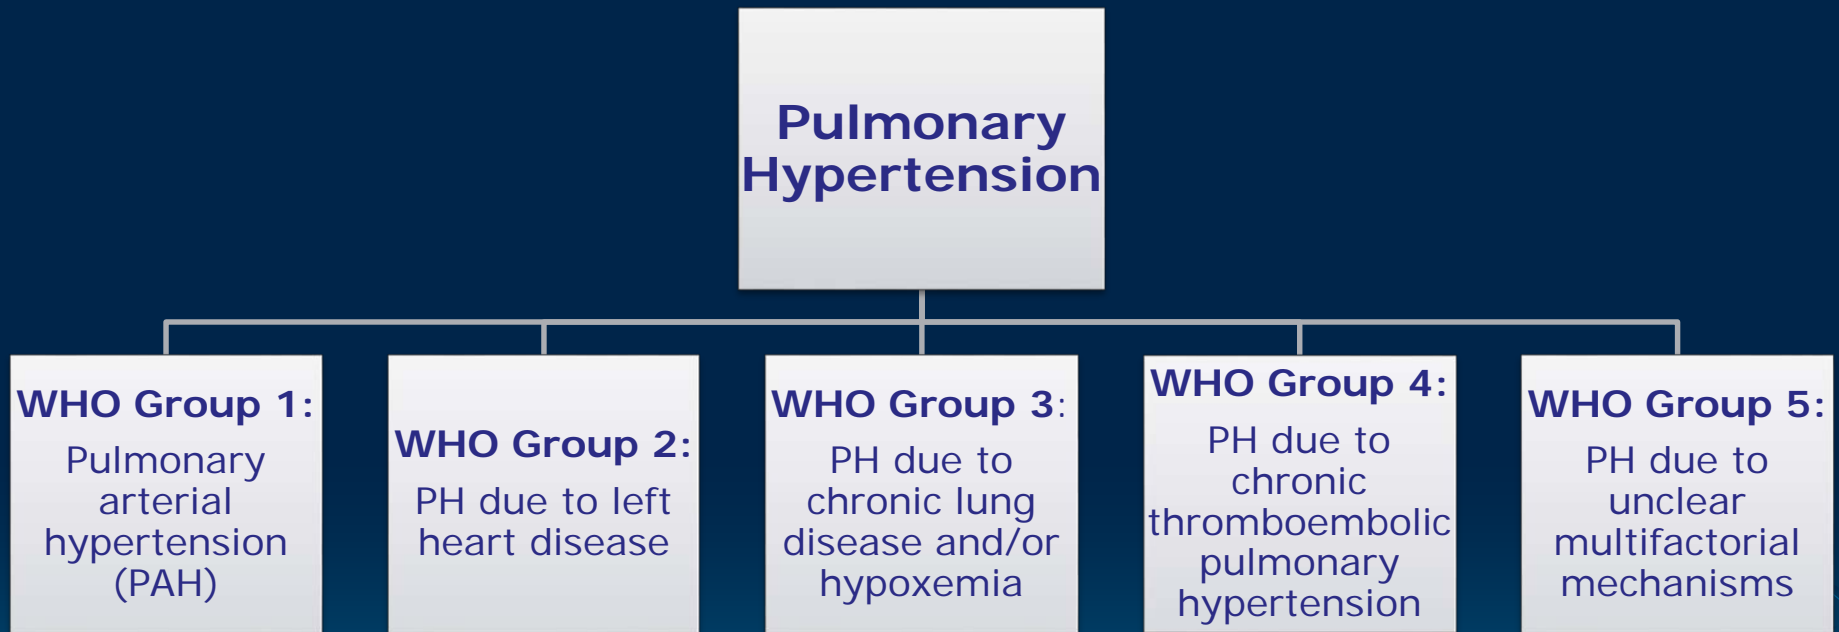 Pulmonary
Hypertension
WHO Group 1:
Pulmonary
arterial
hypertension
(PAH)
WHO Group 2:
PH due to left
heart disease
WHO Group 3:
PH due to
chronic lung
disease and/or
hypoxemia
WHO Group 4:
PH due to
chronic
thromboembolic
pulmonary
hypertension
WHO Group 5:
PH due to
unclear
multifactorial
mechanisms